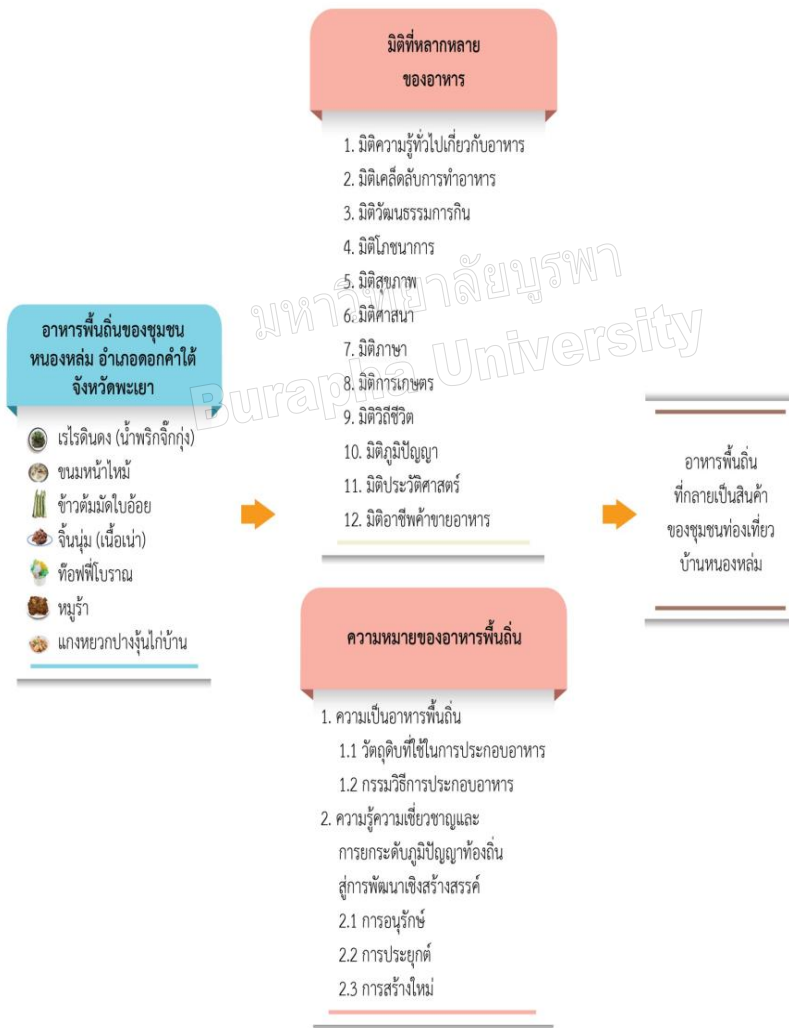 มิติที่หลากหลาย
ของอาหาร
1. มิติความรู้ทั่วไปเกี่ยวกับอาหาร
2. มิติเคล็ดลับการทำอาหาร
3. มิติวัฒนธรรมการกิน
4. มิติโภชนาการ
5. มิติสุขภาพ
6. มิติศาสนา
7. มิติภาษา
8. มิติการเกษตร
9. มิติวิถีชีวิต
10. มิติภูมิปัญญา
11. มิติประวัติศาสตร์
12. มิติอาชีพค้าขายอาหาร
มหาวิทยาลัยบูรพา
Burapha University
อาหารพื้นถิ่นของชุมชน
หนองหล่ม อำเภอดอกคำใต้
จังหวัดพะเยา
เรไรดินดง (น้ำพริกจิ๊กกุ่ง)
ขนมหน้าไหม้
ข้าวต้มมัดใบอ้อย
จิ้นนุ่ม (เนื้อเน่า)
ท๊อฟฟี่โบราณ
หมูร้า
แกงหยวกปางงุ้นไก่บ้าน
อาหารพื้นถิ่น
ที่กลายเป็นสินค้า
ของชุมชนท่องเที่ยว
บ้านหนองหล่ม
ความหมายของอาหารพื้นถิ่น
1. ความเป็นอาหารพื้นถิ่น
1.1 วัตถุดิบที่ใช้ในการประกอบอาหาร
1.2 กรรมวิธีการประกอบอาหาร
2. ความรู้ความเชี่ยวชาญและ
การยกระดับภูมิปัญญาท้องถิ่น
สู่การพัฒนาเชิงสร้างสรรค์
2.1 การอนุรักษ์
2.2 การประยุกต์
2.3 การสร้างใหม่